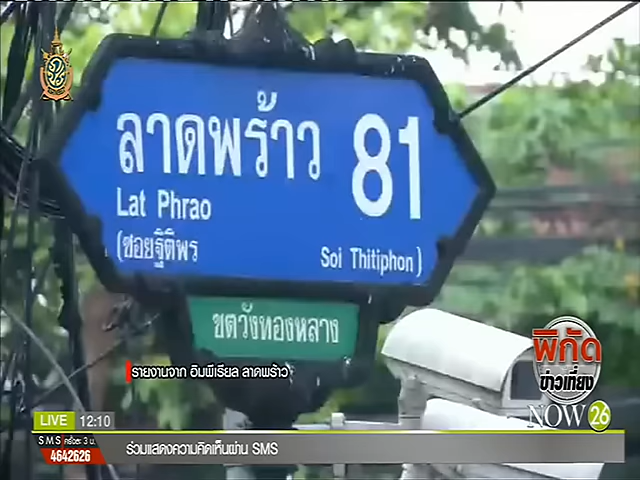 ลาดพร้าว 81
Lat Phrao
(ซอยฐิติพร Soi Thitiphon)
เขตวังทองหลาง
รายงานจาก อิมพีเรียล ลาดพร้าว
พิกัด
ข่าวเที่ยง
NOW26
LIVE 12:10
SMS ครั้งละ 3 บ.
4642626
ร่วมแสดงความคิดเห็นผ่าน SMS